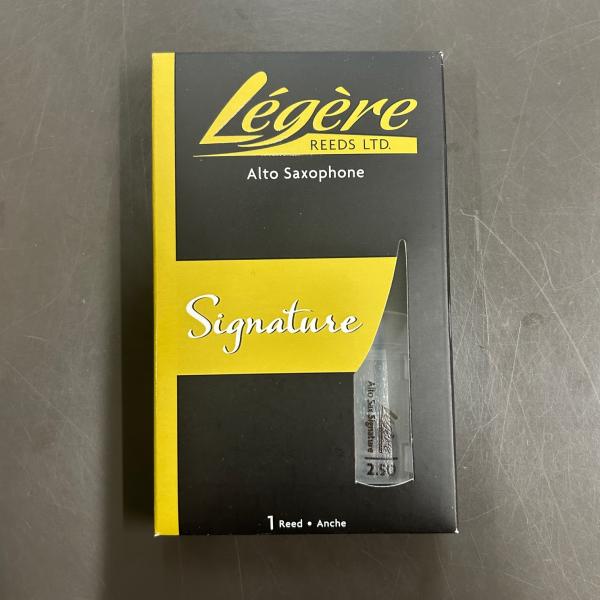 Légère
REEDS LTD.
Alto Saxophone
Signature
Légère
Alto Sax Signature
2.50
1 Reed • Anche